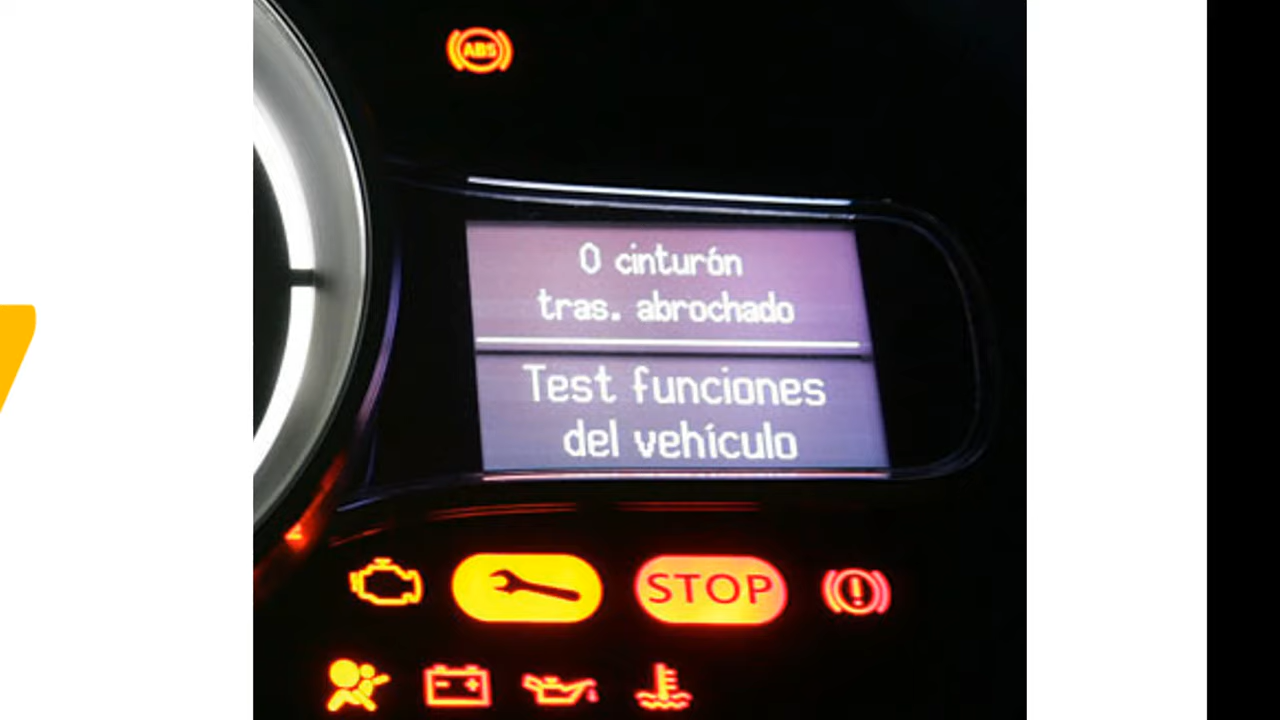 ABS
0 cinturón
tras. abrochado
Test funciones
del vehículo
STOP